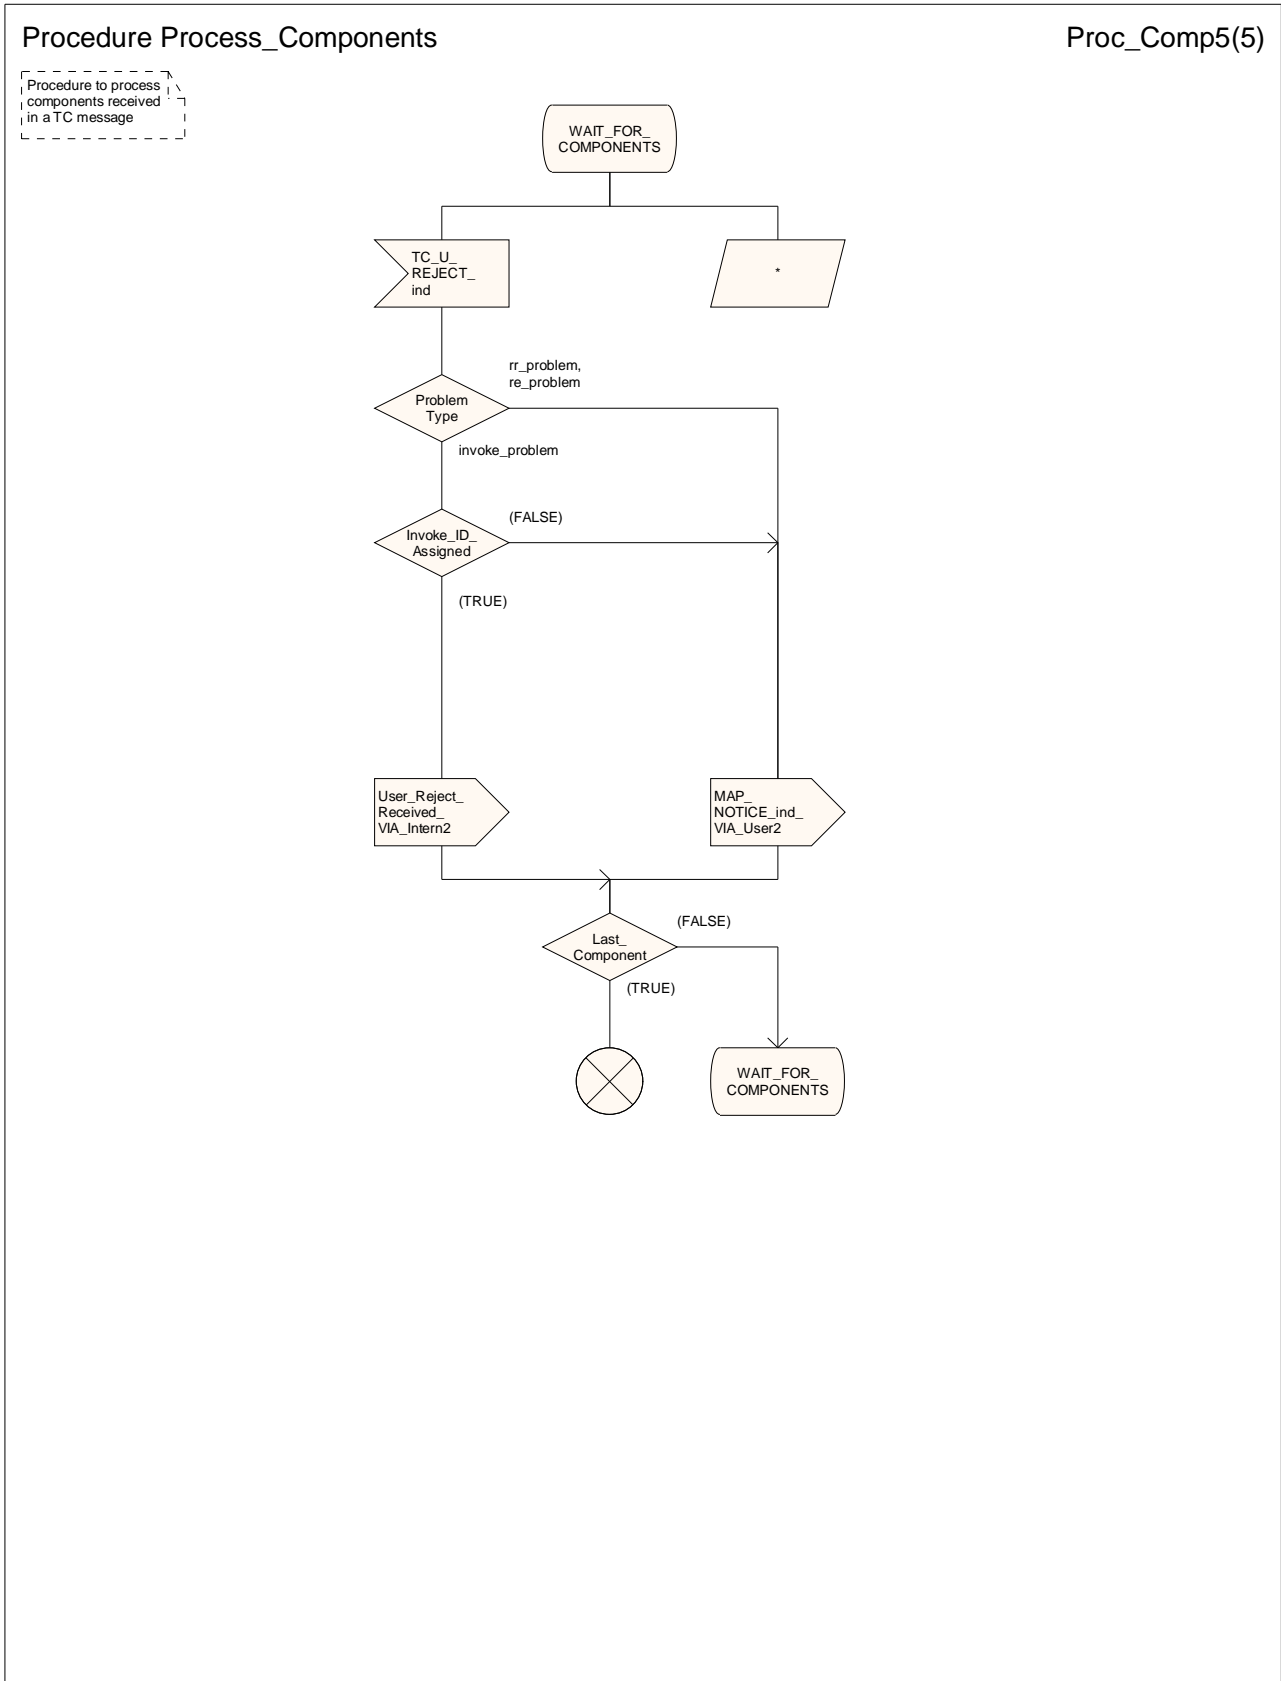 Procedure Process_Components
Proc_Comp5(5)
Procedure to process
components received
in a TC message
WAIT_FOR_
COMPONENTS
TC_U_
REJECT_
ind
*
rr_problem,
re_problem
Problem
Type
invoke_problem
(FALSE)
Invoke_ID_
Assigned
(TRUE)
User_Reject_
Received_
VIA_Intern2
MAP_
NOTICE_ind_
VIA_User2
(FALSE)
Last_
Component
(TRUE)
WAIT_FOR_
COMPONENTS